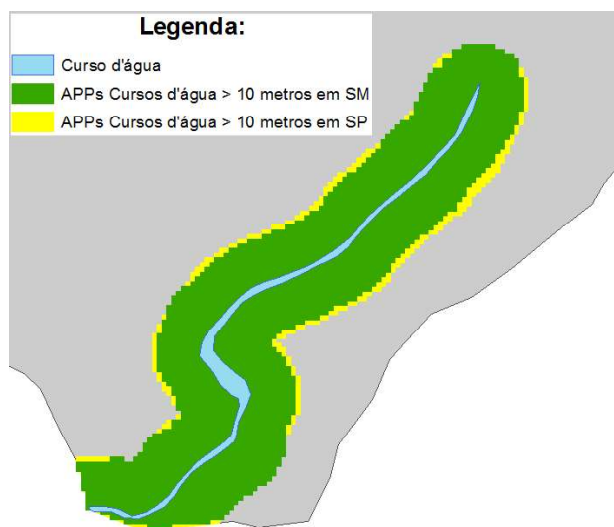 Legenda:
Curso d'água
APPs Cursos d'água > 10 metros em SM
APPs Cursos d'água > 10 metros em SP